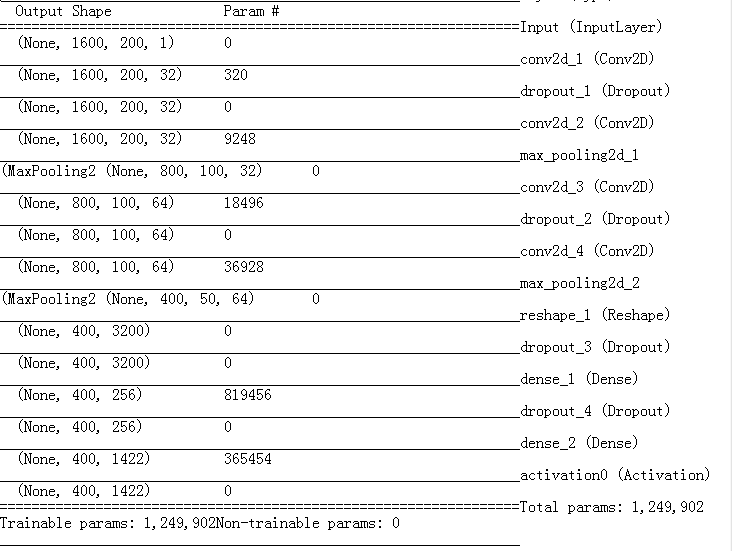 Output Shape Param #
=================================================================Input (InputLayer)
(None, 1600, 200, 1) 0
_________________________________________________________________conv2d_1 (Conv2D)
(None, 1600, 200, 32) 320
_________________________________________________________________dropout_1 (Dropout)
(None, 1600, 200, 32) 0
_________________________________________________________________conv2d_2 (Conv2D)
(None, 1600, 200, 32) 9248
_________________________________________________________________max_pooling2d_1
(MaxPooling2 (None, 800, 100, 32) 0
_________________________________________________________________conv2d_3 (Conv2D)
(None, 800, 100, 64) 18496
_________________________________________________________________dropout_2 (Dropout)
(None, 800, 100, 64) 0
_________________________________________________________________conv2d_4 (Conv2D)
(None, 800, 100, 64) 36928
_________________________________________________________________max_pooling2d_2
(MaxPooling2 (None, 400, 50, 64) 0
_________________________________________________________________reshape_1 (Reshape)
(None, 400, 3200) 0
_________________________________________________________________dropout_3 (Dropout)
(None, 400, 3200) 0
_________________________________________________________________dense_1 (Dense)
(None, 400, 256) 819456
_________________________________________________________________dropout_4 (Dropout)
(None, 400, 256) 0
_________________________________________________________________dense_2 (Dense)
(None, 400, 1422) 365454
_________________________________________________________________activation0 (Activation)
(None, 400, 1422) 0
=================================================================Total params: 1,249,902
Trainable params: 1,249,902Non-trainable params: 0
_________________________________________________________________